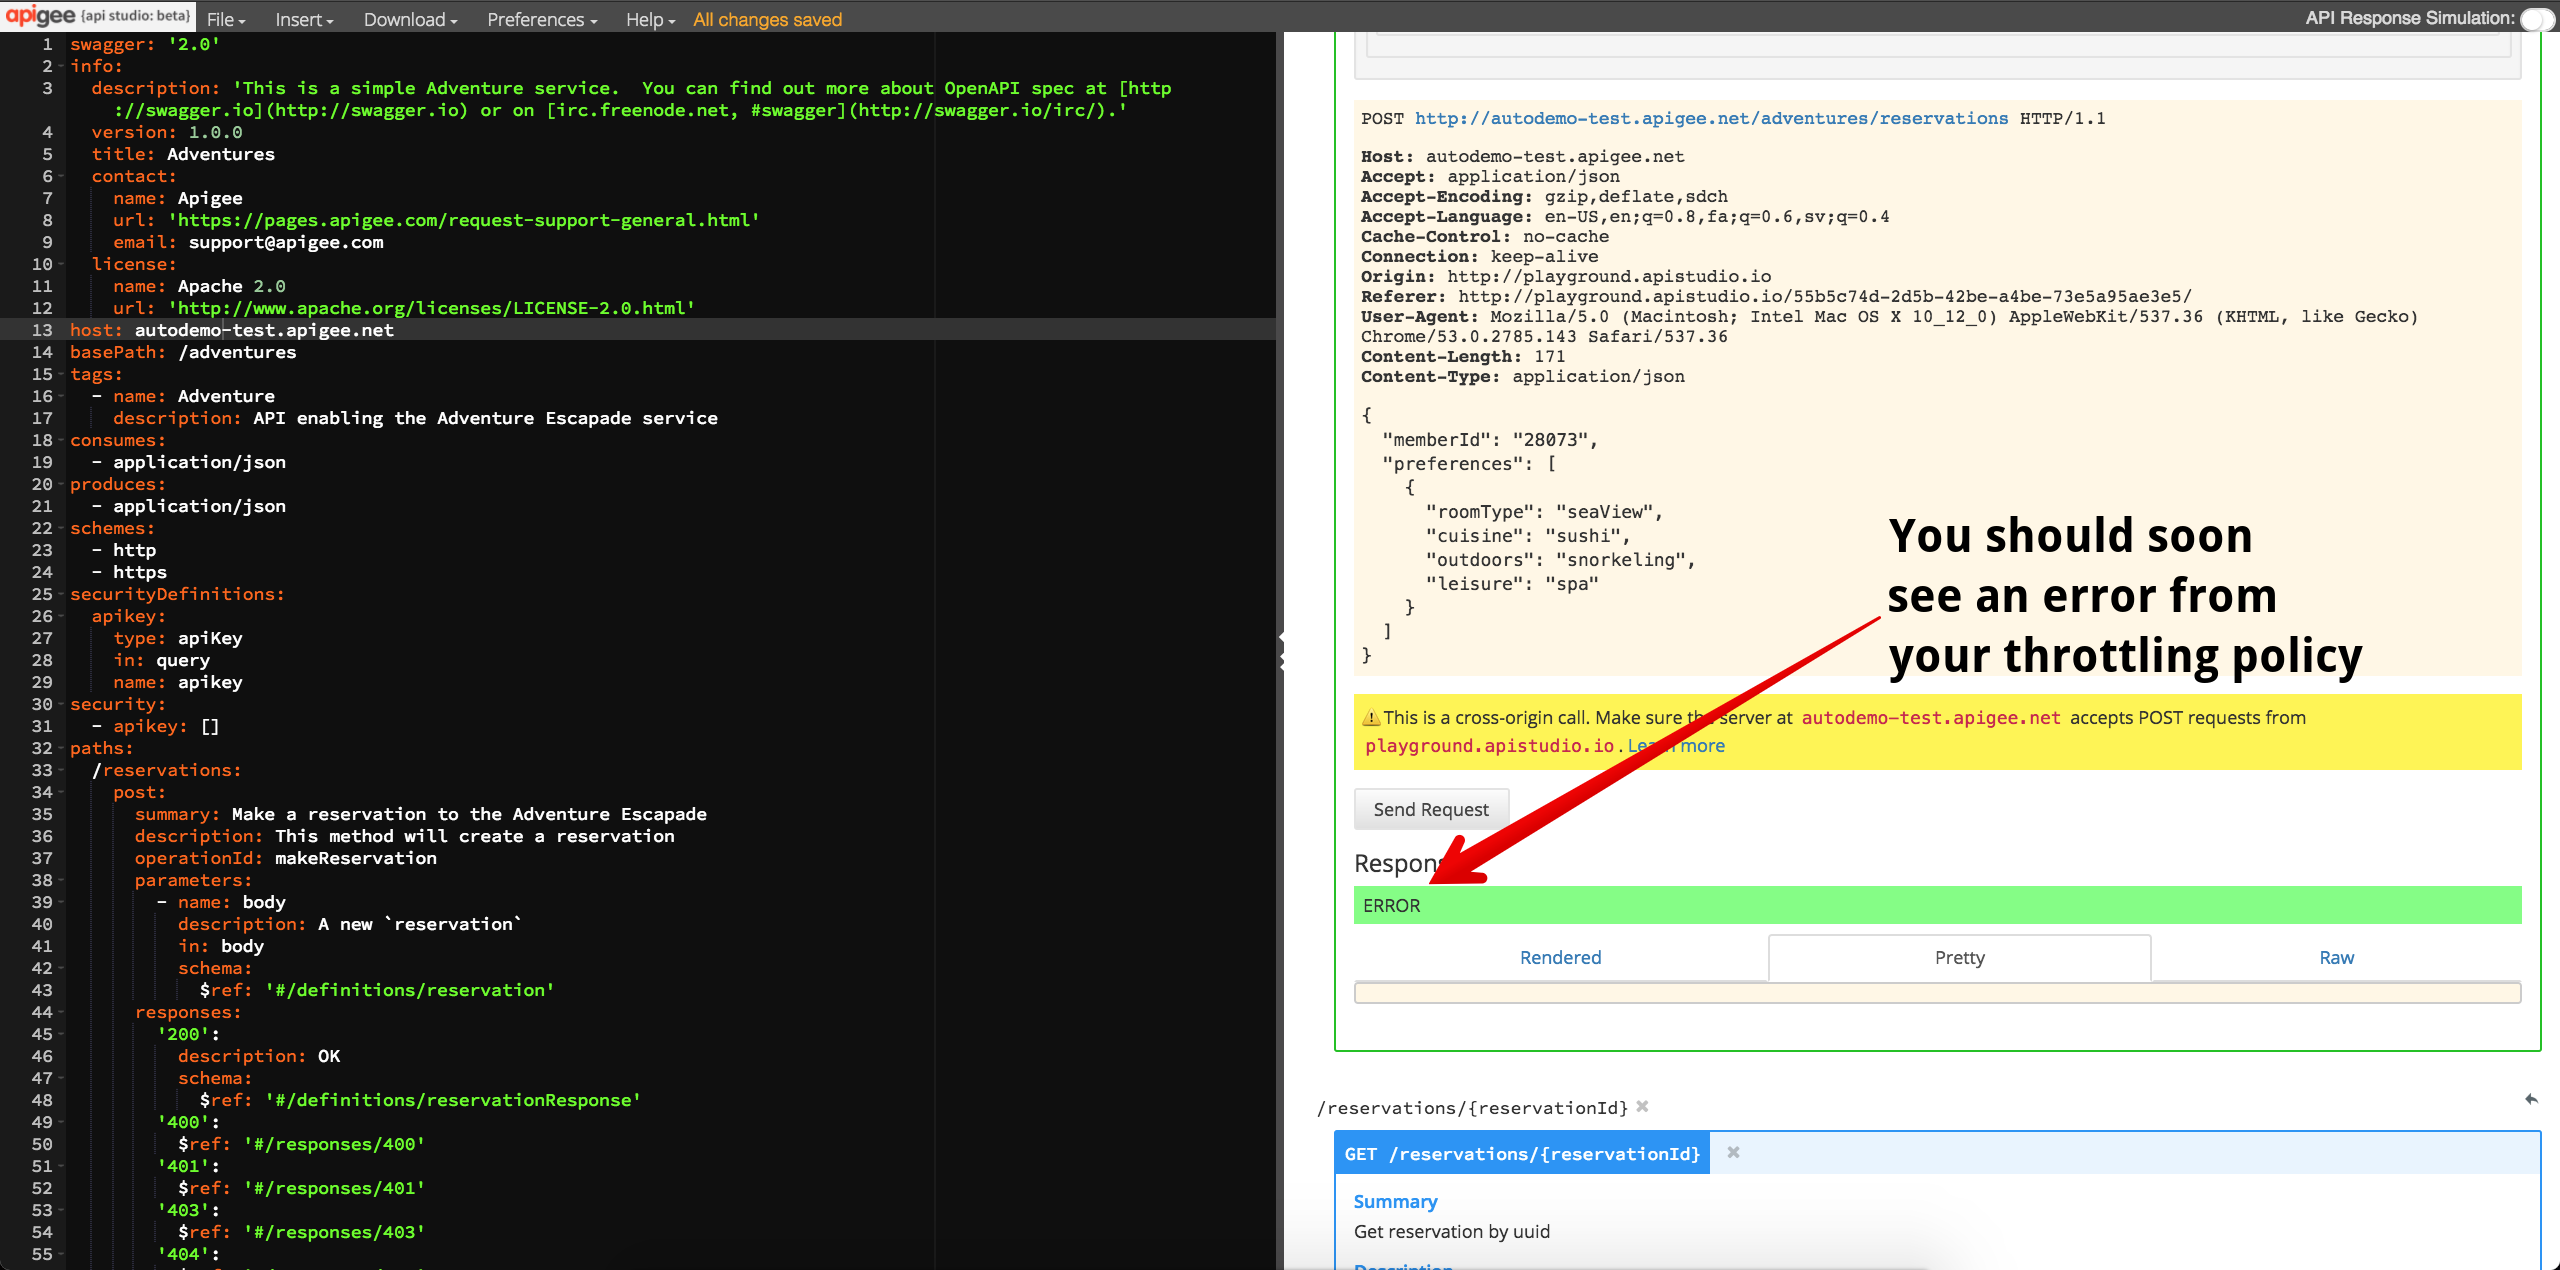 apigee {api studio: beta} File Insert Download Preferences Help All changes saved API Response Simulation:
1 swagger: '2.0'
2 info:
3 description: 'This is a simple Adventure service.  You can find out more about OpenAPI spec at [http
://swagger.io](http://swagger.io) or on [irc.freenode.net, #swagger](http://swagger.io/irc/).'
4 version: 1.0.0
5 title: Adventures
6 contact:
7 name: Apigee
8 url: 'https://pages.apigee.com/request-support-general.html'
9 email: support@apigee.com
10 license:
11 name: Apache 2.0
12 url: 'http://www.apache.org/licenses/LICENSE-2.0.html'
13 host: autodemo-test.apigee.net
14 basePath: /adventures
15 tags:
16 - name: Adventure
17 description: API enabling the Adventure Escapade service
18 consumes:
19 - application/json
20 produces:
21 - application/json
22 schemes:
23 - http
24 - https
25 securityDefinitions:
26 apikey:
27 type: apiKey
28 in: query
29 name: apikey
30 security:
31 - apikey: []
32 paths:
33 /reservations:
34 post:
35 summary: Make a reservation to the Adventure Escapade
36 description: This method will create a reservation
37 operationId: makeReservation
38 parameters:
39 - name: body
40 description: A new `reservation`
41 in: body
42 schema:
43 $ref: '#/definitions/reservation'
44 responses:
45 '200':
46 description: OK
47 schema:
48 $ref: '#/definitions/reservationResponse'
49 '400':
50 $ref: '#/responses/400'
51 '401':
52 $ref: '#/responses/401'
53 '403':
54 $ref: '#/responses/403'
55 '404':
POST http://autodemo-test.apigee.net/adventures/reservations HTTP/1.1
Host: autodemo-test.apigee.net
Accept: application/json
Accept-Encoding: gzip,deflate,sdch
Accept-Language: en-US,en;q=0.8,fa;q=0.6,sv;q=0.4
Cache-Control: no-cache
Connection: keep-alive
Origin: http://playground.apistudio.io
Referer: http://playground.apistudio.io/55b5c74d-2d5b-42be-a4be-73e5a95ae3e5/
User-Agent: Mozilla/5.0 (Macintosh; Intel Mac OS X 10_12_0) AppleWebKit/537.36 (KHTML, like Gecko)
Chrome/53.0.2785.143 Safari/537.36
Content-Length: 171
Content-Type: application/json
{
"memberId": "28073",
"preferences": [
{
"roomType": "seaView",
"cuisine": "sushi",
"outdoors": "snorkeling",
"leisure": "spa"
}
]
}
You should soon
see an error from
your throttling policy
This is a cross-origin call. Make sure the server at autodemo-test.apigee.net accepts POST requests from
playground.apistudio.io. Learn more
Send Request
Respons
ERROR
Rendered Pretty Raw
/reservations/{reservationId}
GET /reservations/{reservationId}
Summary
Get reservation by uuid